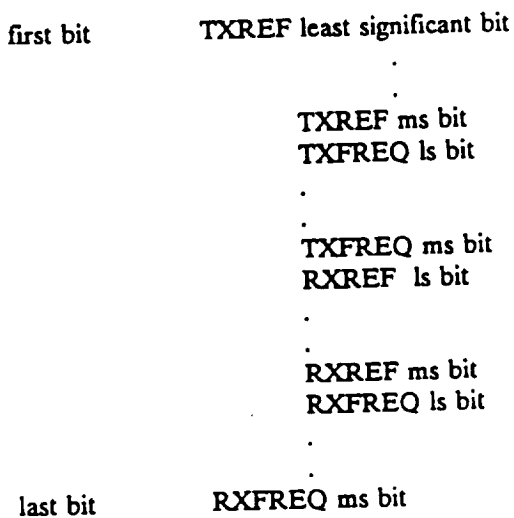 first bit TXREF least significant bit
.
.
TXREF ms bit
TXFREQ ls bit
.
.
TXFREQ ms bit
RXREF ls bit
.
.
RXREF ms bit
RXFREQ ls bit
.
.
last bit RXFREQ ms bit